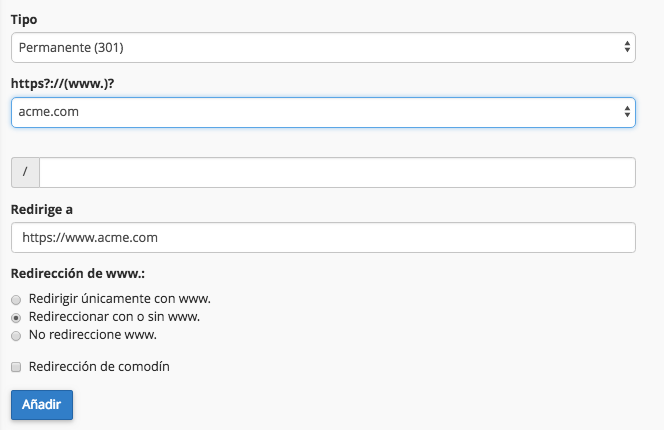 Tipo
Permanente (301)
https?://(www.)?
acme.com
/
Redirige a
https://www.acme.com
Redirección de www.:
Redirigir únicamente con www.
Redireccionar con o sin www.
No redireccione www.
Redirección de comodín
Añadir